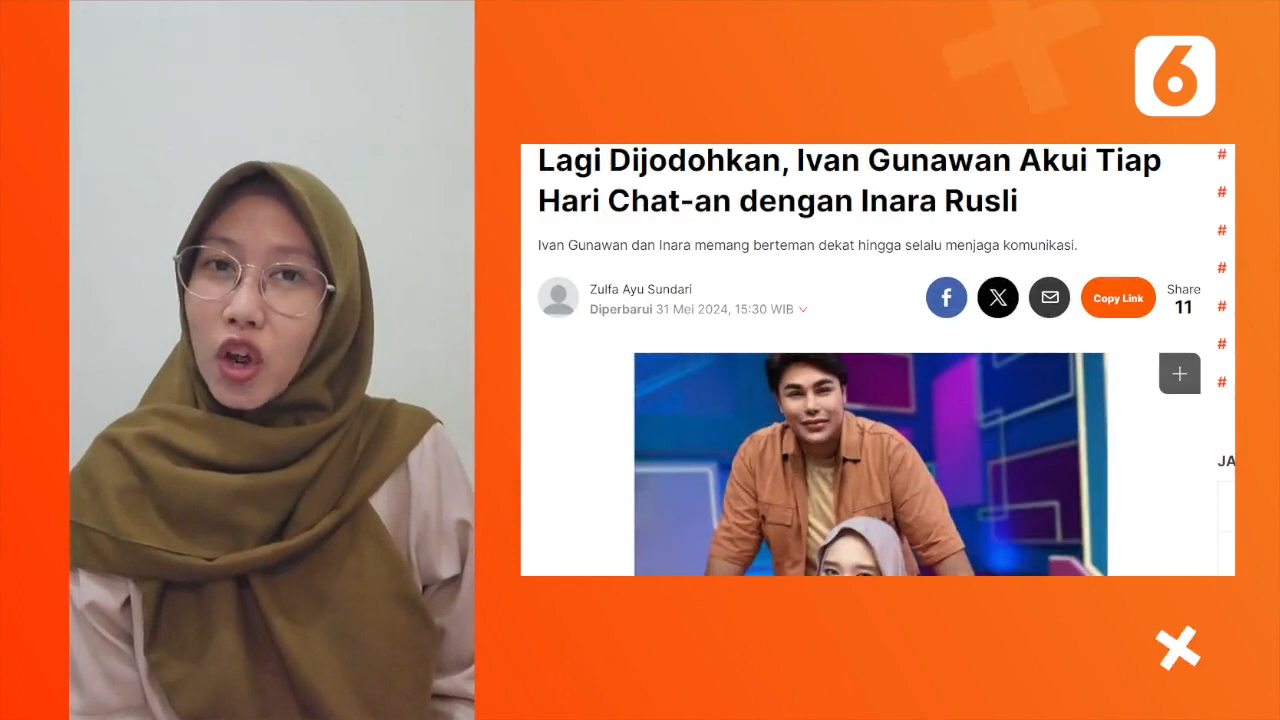 6
Lagi Dijodohkan, Ivan Gunawan Akui Tiap
Hari Chat-an dengan Inara Rusli
Ivan Gunawan dan Inara memang berteman dekat hingga selalu menjaga komunikasi.
Zulfa Ayu Sundari
Diperbarui 31 Mei 2024, 15:30 WIB
Copy Link
Share
11
#
#
#
#
#
#
#
JA